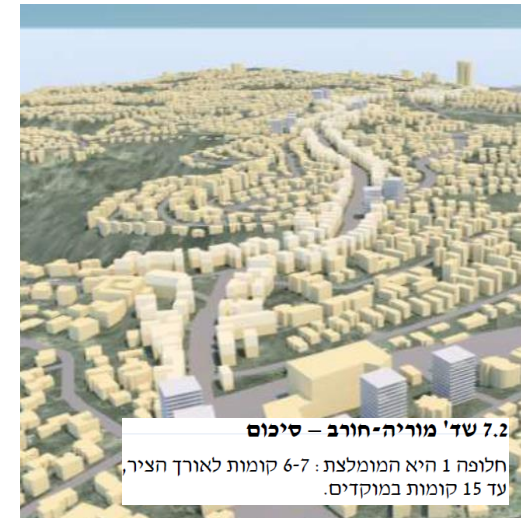 7.2 שד' מוריה-חורב – סיכום
חלופה 1 היא המומלצת: 6-7 קומות לאורך הציר,
עד 15 קומות במוקדים.